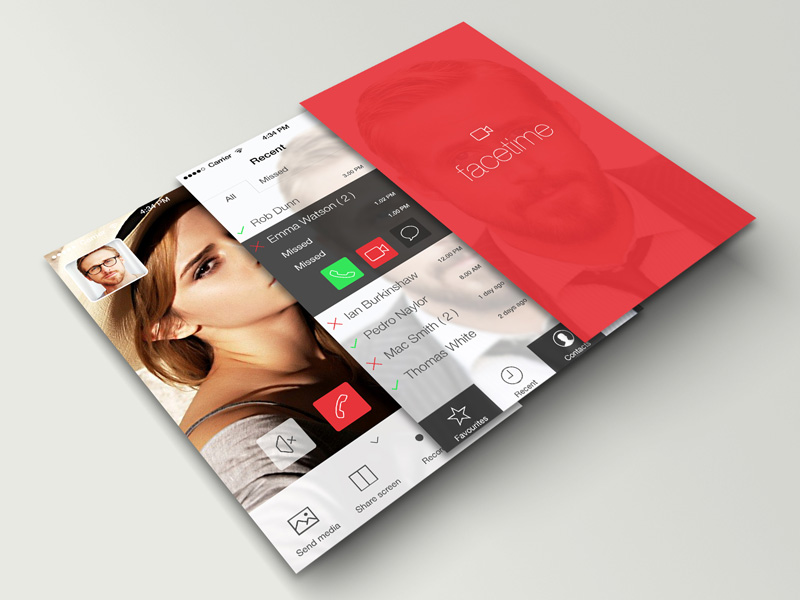 facetime
Carrier
4:34 PM
Recent
All
Missed
3.00 PM
Rob Dunn
Emma Watson ( 2 )
1.02 PM
Missed
1.00 PM
Missed
12.00 PM
Ian Burkinshaw
8.00 AM
Pedro Naylor
1 day ago
Mac Smith ( 2 )
2 days ago
Thomas White
Favourites
Recent
Contacts
4:34 PM
Send media
Share screen